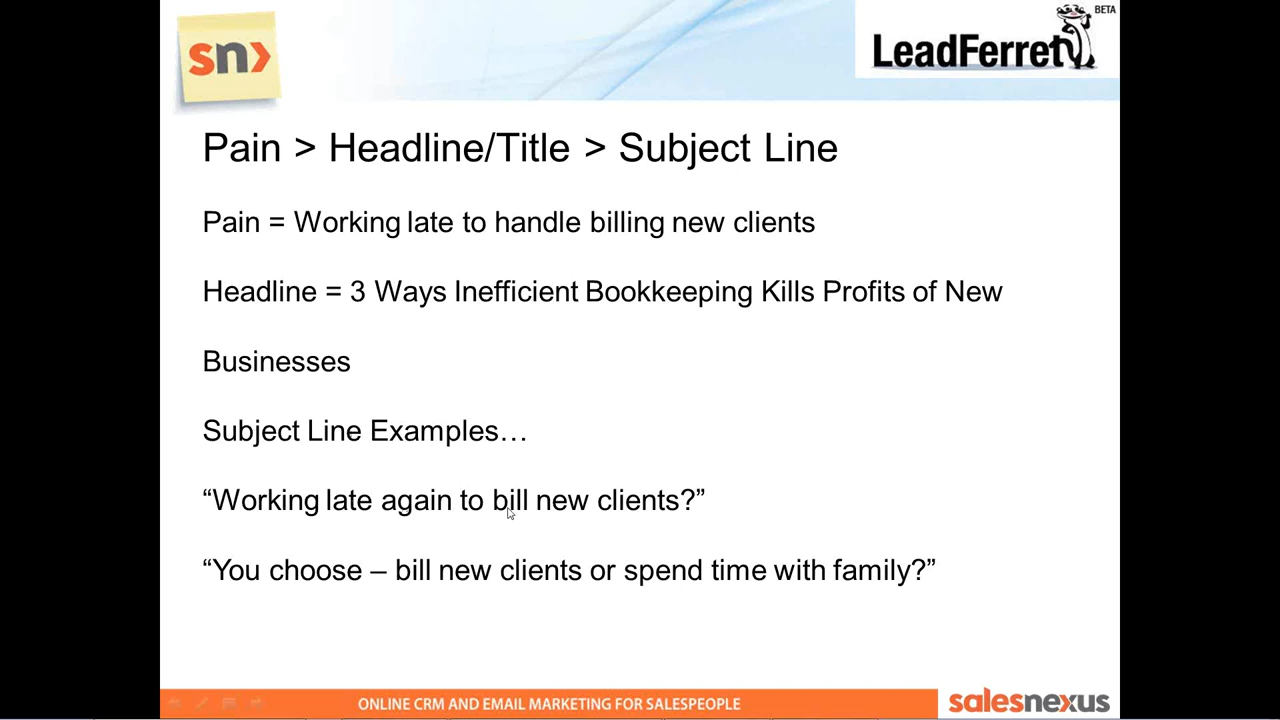 sn>
BETA
LeadFerret
Pain > Headline/Title > Subject Line
Pain = Working late to handle billing new clients
Headline = 3 Ways Inefficient Bookkeeping Kills Profits of New
Businesses
Subject Line Examples…
“Working late again to bill new clients?”
“You choose – bill new clients or spend time with family?”
ONLINE CRM AND EMAIL MARKETING FOR SALESPEOPLE
salesnexus